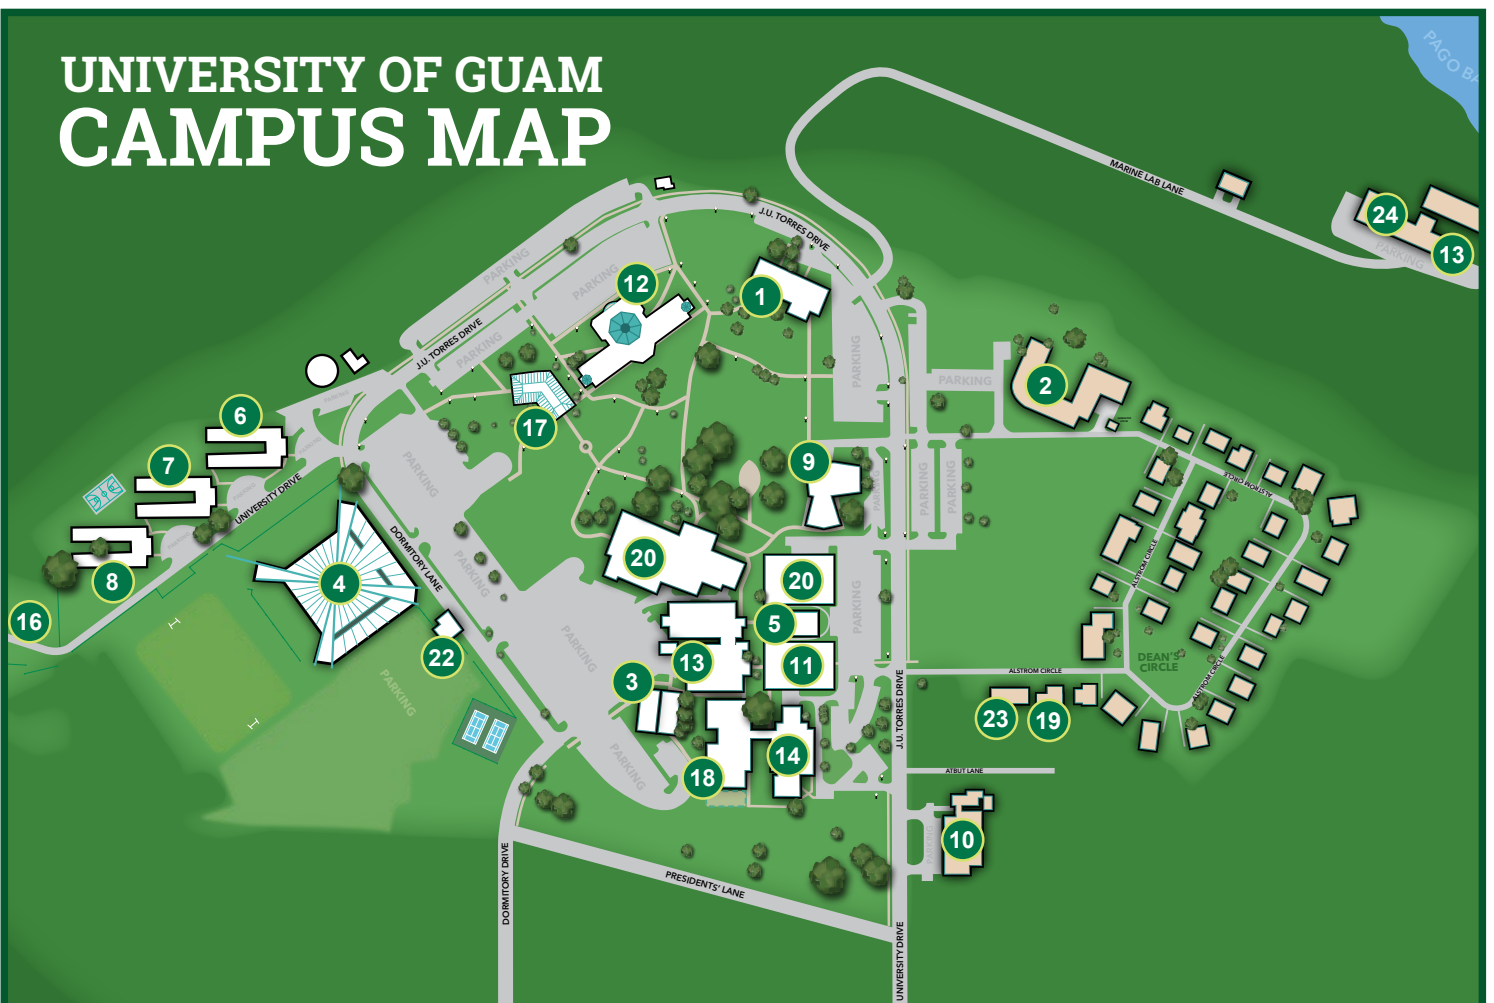 UNIVERSITY OF GUAM
CAMPUS MAP
PAGO BA
MARINE LAB LANE
24
PARKING
13
J.U. TORRES DRIVE
PARKING
PARKING
12
1
J.U. TORRES DRIVE
PARKING
PARKING
PARKING
PARKING
2
6
17
PARKING
7
PARKING
9
PARKING
PARKING
PARKING
ALSTROM CIRCLE
UNIVERSITY DRIVE
DORMITORY LANE
20
20
8
4
PARKING
PARKING
ALSTROM CIRCLE
16
5
22
PARKING
13
11
3
DEAN'S
CIRCLE
ALSTROM CIRCLE
ALSTROM CIRCLE
PARKING
J.U. TORRES DRIVE
23
19
14
PARKING
18
ATBUT LANE
PARKING
10
DORMITORY DRIVE
PRESIDENTS' LANE
UNIVERSITY DRIVE